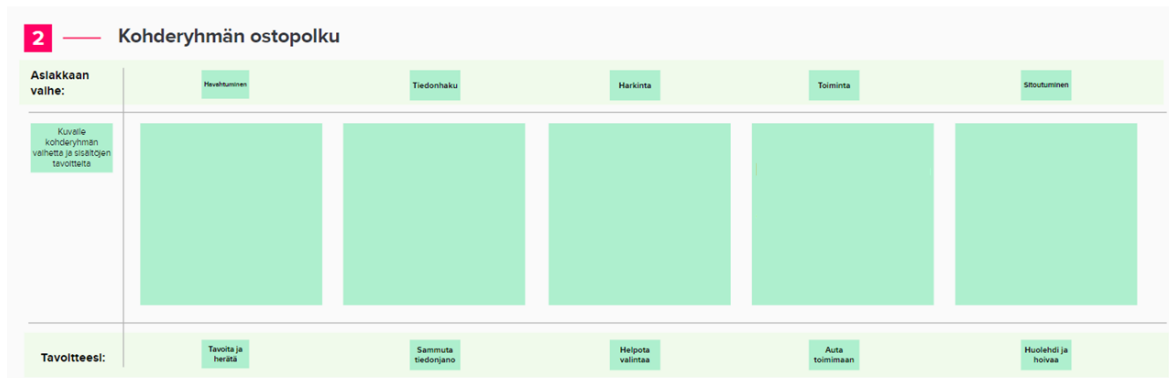 2
Kohderyhmän ostopolku
Asiakkaan
vaihe:
Havahtuminen
Tiedonhaku
Harkinta
Toiminta
Sitoutuminen
Kuvaile
kohderyhmän
vaihetta ja sisältöjen
tavoitteita
Tavoitteesi:
Tavoita ja
herätä
Sammuta
tiedonjano
Helpota
valintaa
Auta
toimimaan
Huolehdi ja
hoivaa